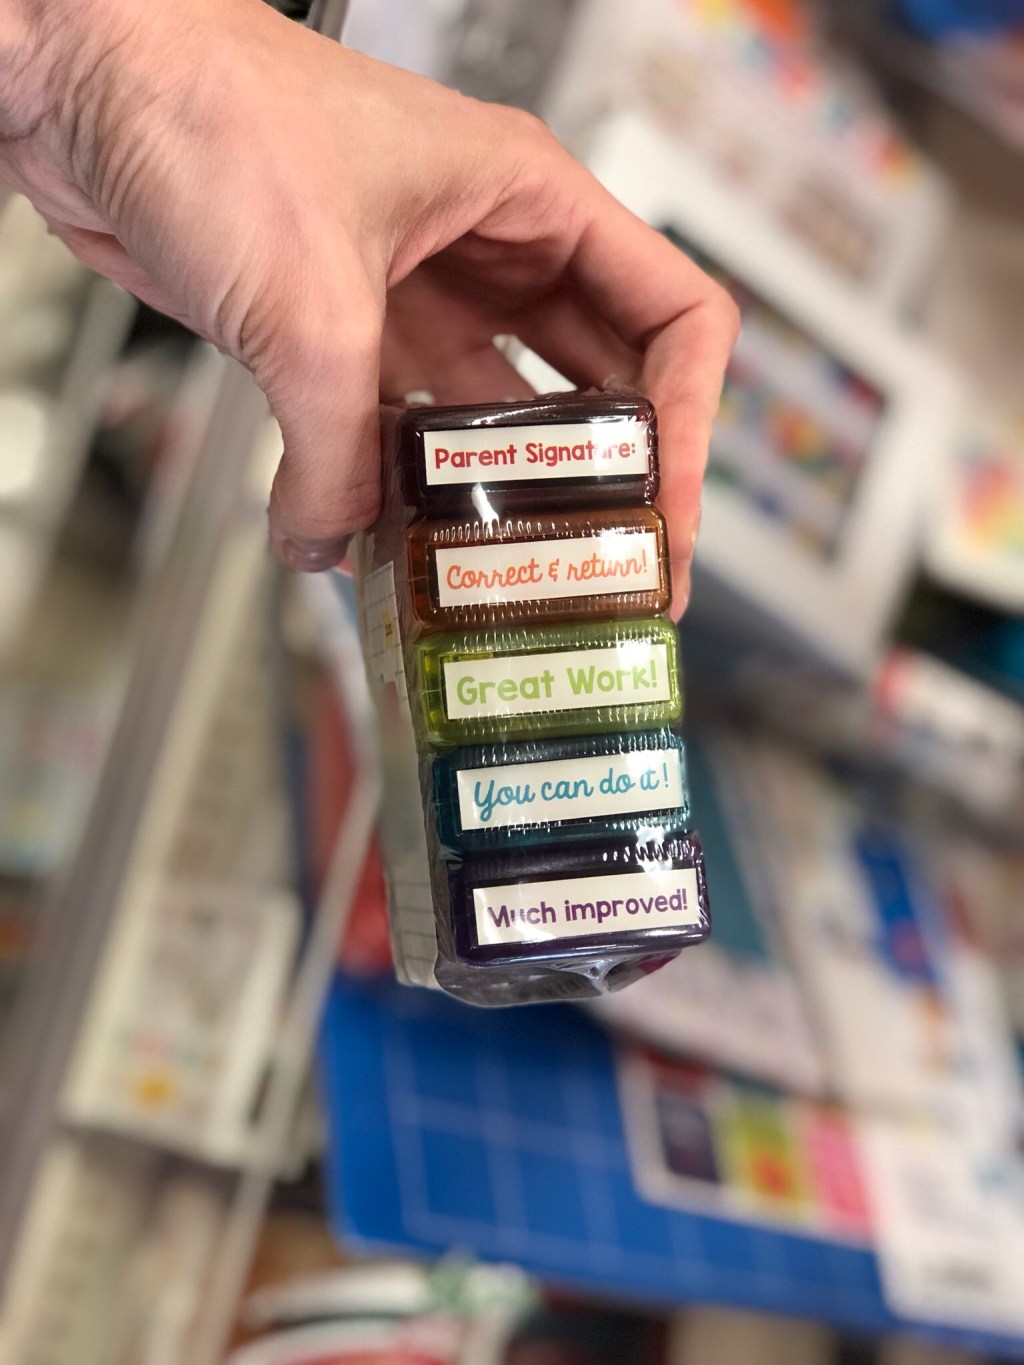 Parent Signature:
Correct & return!
Great Work!
You can do it!
Much improved!